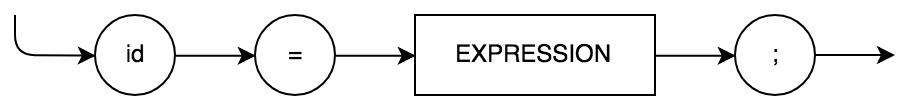 id = EXPRESSION ;